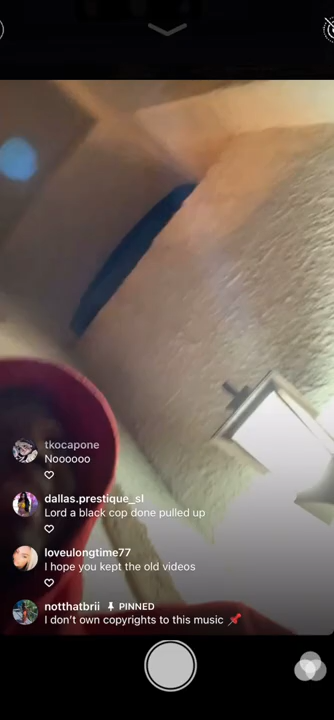 tkocapone
Noooooo
dallas.prestique_sl
Lord a black cop done pulled up
loveulongtime77
I hope you kept the old videos
notthatbrii PINNED
I don't own copyrights to this music 📌